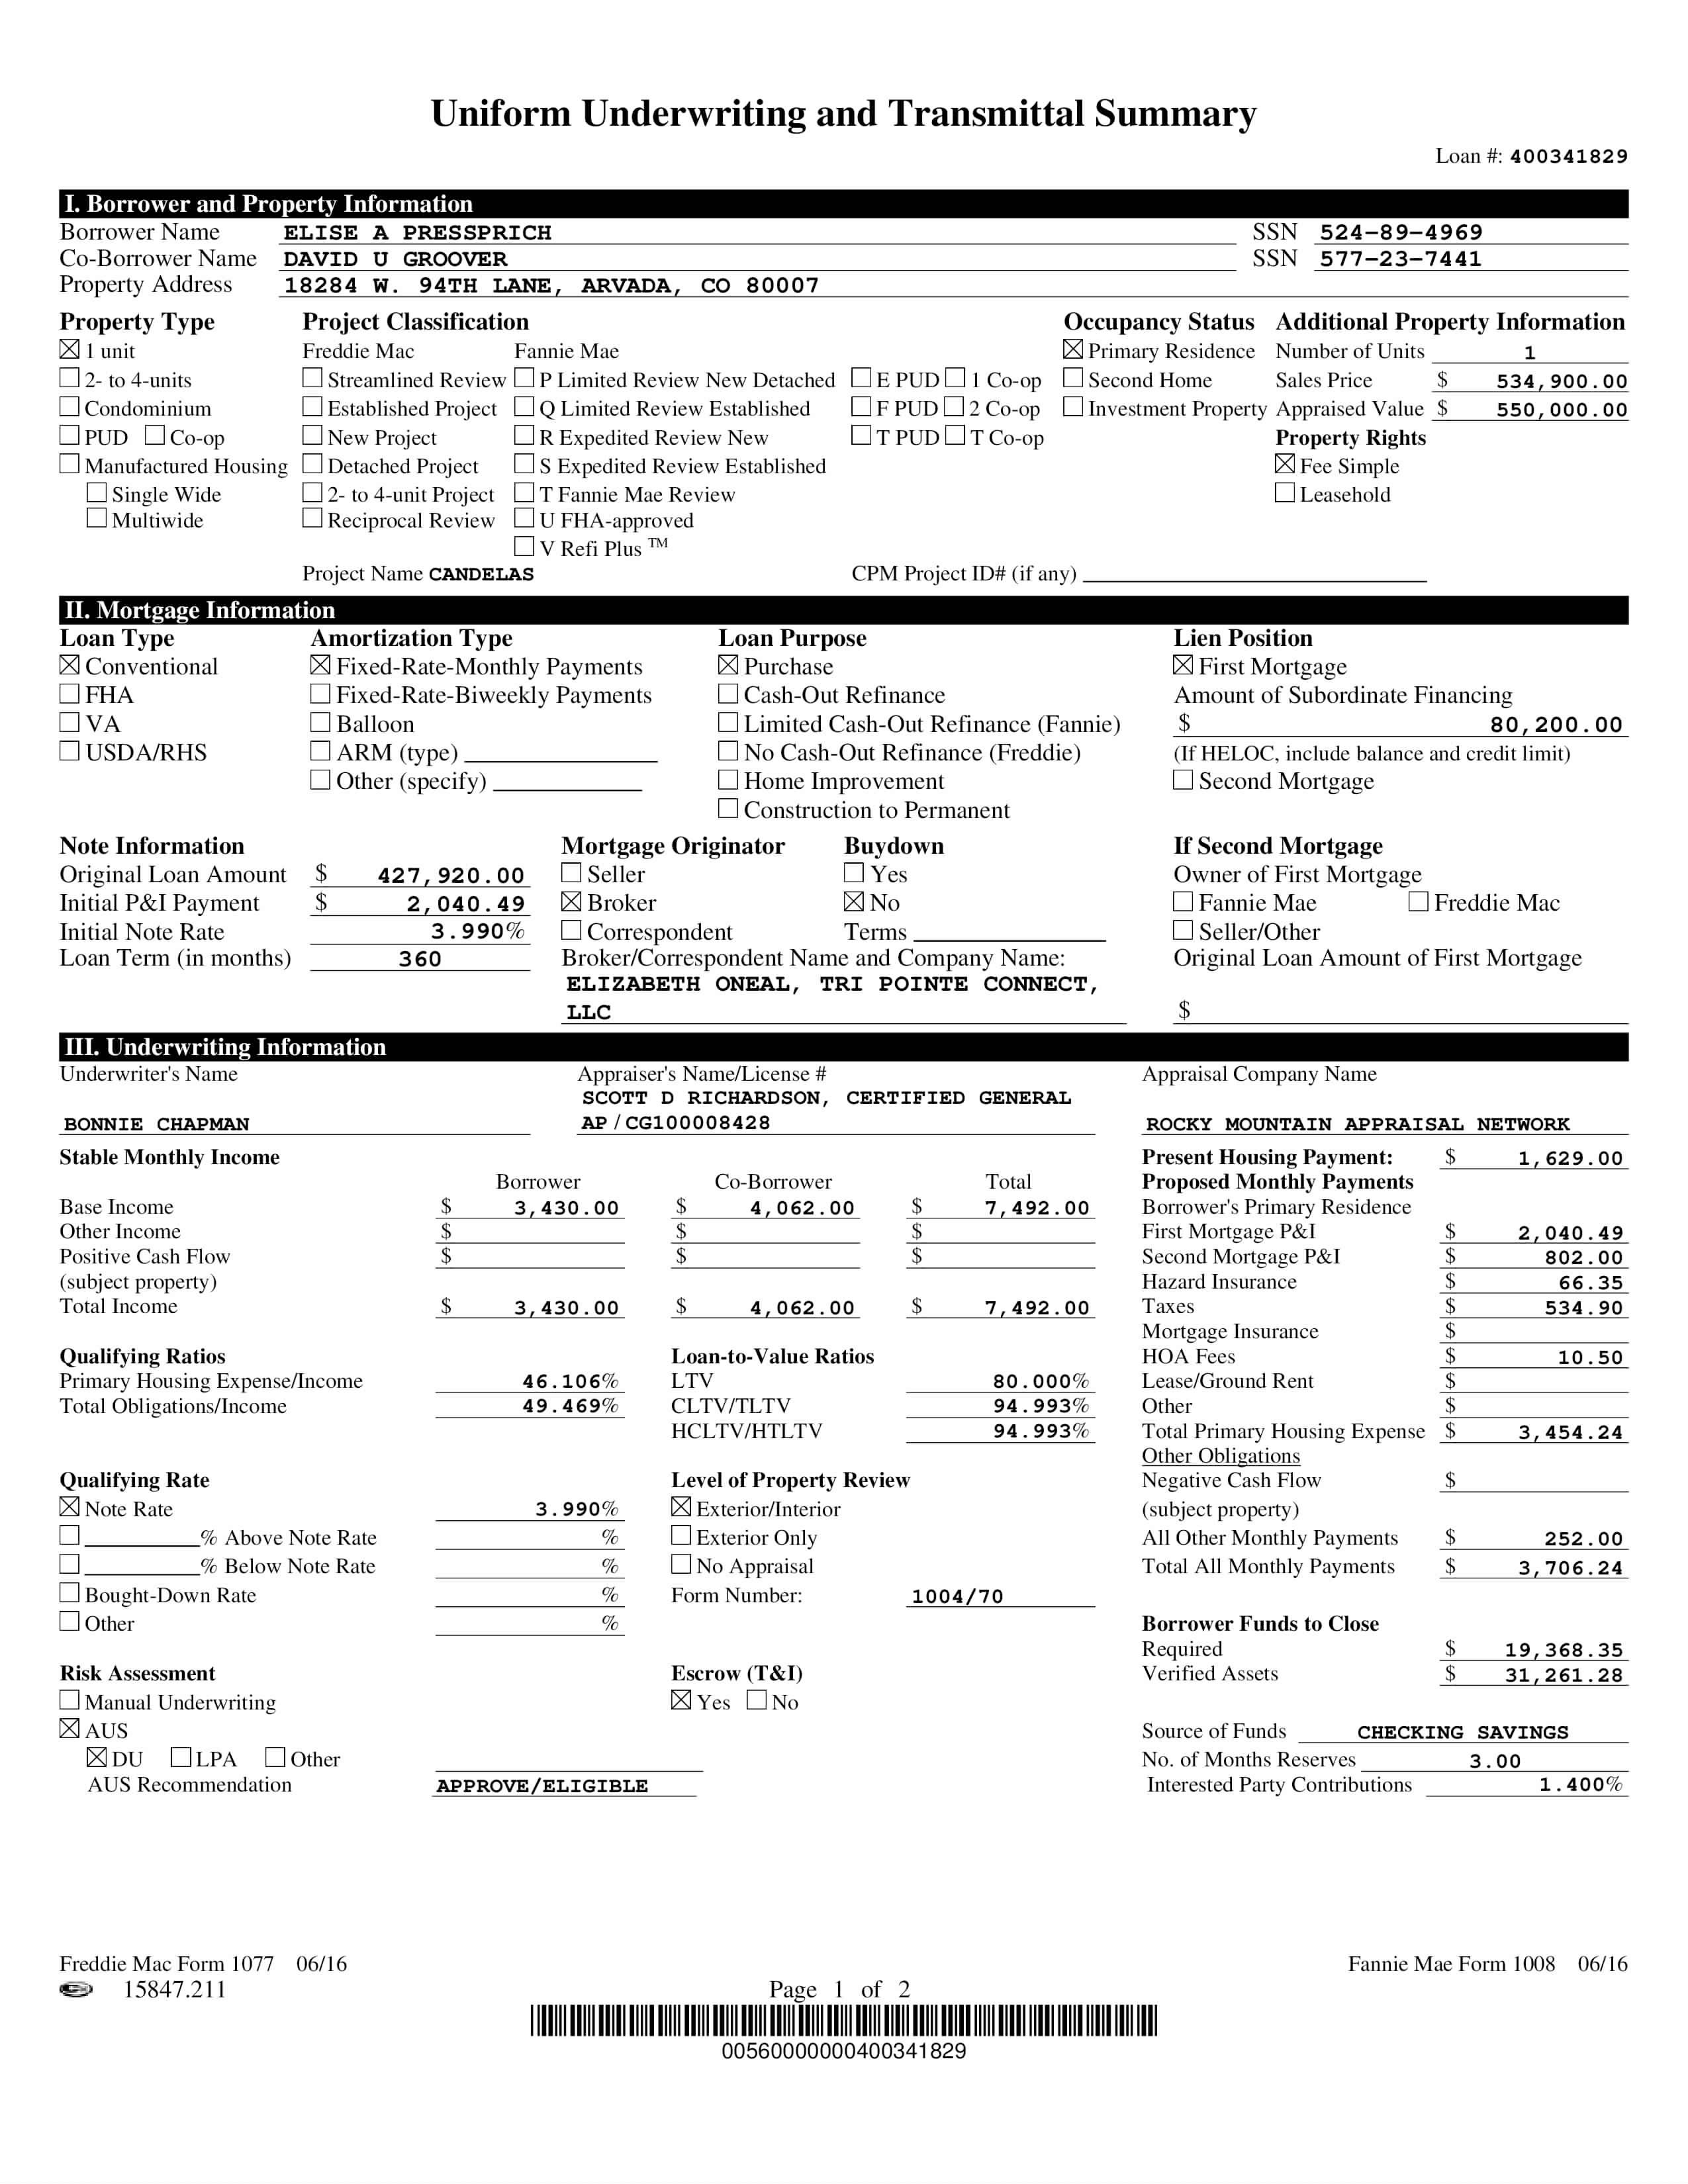 Uniform Underwriting and Transmittal Summary
Loan #: 400341829
I. Borrower and Property Information
Borrower Name ELISE A PRESSPRICH SSN 524-89-4969
Co-Borrower Name DAVID U GROOVER SSN 577-23-7441
Property Address 18284 W. 94TH LANE, ARVADA, CO 80007
Property Type Project Classification Occupancy Status Additional Property Information
☒ 1 unit Freddie Mac Fannie Mae ☒ Primary Residence Number of Units 1
☐ 2- to 4-units ☐ Streamlined Review ☐ P Limited Review New Detached ☐ E PUD ☐ 1 Co-op ☐ Second Home Sales Price $ 534,900.00
☐ Condominium ☐ Established Project ☐ Q Limited Review Established ☐ F PUD ☐ 2 Co-op ☐ Investment Property Appraised Value $ 550,000.00
☐ PUD ☐ Co-op ☐ New Project ☐ R Expedited Review New ☐ T PUD ☐ T Co-op Property Rights
☐ Manufactured Housing ☐ Detached Project ☐ S Expedited Review Established ☒ Fee Simple
☐ Single Wide ☐ 2- to 4-unit Project ☐ T Fannie Mae Review ☐ Leasehold
☐ Multiwide ☐ Reciprocal Review ☐ U FHA-approved
☐ V Refi Plus TM
Project Name CANDELAS CPM Project ID# (if any)
II. Mortgage Information
Loan Type Amortization Type Loan Purpose Lien Position
☒ Conventional ☒ Fixed-Rate-Monthly Payments ☒ Purchase ☒ First Mortgage
☐ FHA ☐ Fixed-Rate-Biweekly Payments ☐ Cash-Out Refinance Amount of Subordinate Financing
☐ VA ☐ Balloon ☐ Limited Cash-Out Refinance (Fannie) $ 80,200.00
☐ USDA/RHS ☐ ARM (type) ☐ No Cash-Out Refinance (Freddie) (If HELOC, include balance and credit limit)
☐ Other (specify) ☐ Home Improvement ☐ Second Mortgage
☐ Construction to Permanent
Note Information Mortgage Originator Buydown If Second Mortgage
Original Loan Amount $ 427,920.00 ☐ Seller ☐ Yes Owner of First Mortgage
Initial P&I Payment $ 2,040.49 ☒ Broker ☒ No ☐ Fannie Mae ☐ Freddie Mac
Initial Note Rate 3.990% ☐ Correspondent Terms ☐ Seller/Other
Loan Term (in months) 360 Broker/Correspondent Name and Company Name: Original Loan Amount of First Mortgage
ELIZABETH ONEAL, TRI POINTE CONNECT,
LLC $
III. Underwriting Information
Underwriter's Name Appraiser's Name/License # Appraisal Company Name
SCOTT D RICHARDSON, CERTIFIED GENERAL
BONNIE CHAPMAN AP / CG100008428 ROCKY MOUNTAIN APPRAISAL NETWORK
Stable Monthly Income Present Housing Payment: $ 1,629.00
Borrower Co-Borrower Total Proposed Monthly Payments
Base Income $ 3,430.00 $ 4,062.00 $ 7,492.00 Borrower's Primary Residence
Other Income $ $ $ First Mortgage P&I $ 2,040.49
Positive Cash Flow $ $ $ Second Mortgage P&I $ 802.00
(subject property) Hazard Insurance $ 66.35
Total Income $ 3,430.00 $ 4,062.00 $ 7,492.00 Taxes $ 534.90
Mortgage Insurance $
Qualifying Ratios Loan-to-Value Ratios HOA Fees $ 10.50
Primary Housing Expense/Income 46.106% LTV 80.000% Lease/Ground Rent $
Total Obligations/Income 49.469% CLTV/TLTV 94.993% Other $
HCLTV/HTLTV 94.993% Total Primary Housing Expense $ 3,454.24
Other Obligations
Qualifying Rate Level of Property Review Negative Cash Flow $
☒ Note Rate 3.990% ☒ Exterior/Interior (subject property)
☐ % Above Note Rate % ☐ Exterior Only All Other Monthly Payments $ 252.00
☐ % Below Note Rate % ☐ No Appraisal Total All Monthly Payments $ 3,706.24
☐ Bought-Down Rate % Form Number: 1004/70
☐ Other % Borrower Funds to Close
Required $ 19,368.35
Risk Assessment Escrow (T&I) Verified Assets $ 31,261.28
☐ Manual Underwriting ☒ Yes ☐ No
☒ AUS Source of Funds CHECKING SAVINGS
☒ DU ☐ LPA ☐ Other No. of Months Reserves 3.00
AUS Recommendation APPROVE/ELIGIBLE Interested Party Contributions 1.400%
Freddie Mac Form 1077 06/16 Fannie Mae Form 1008 06/16
15847.211 Page 1 of 2
00560000000400341829